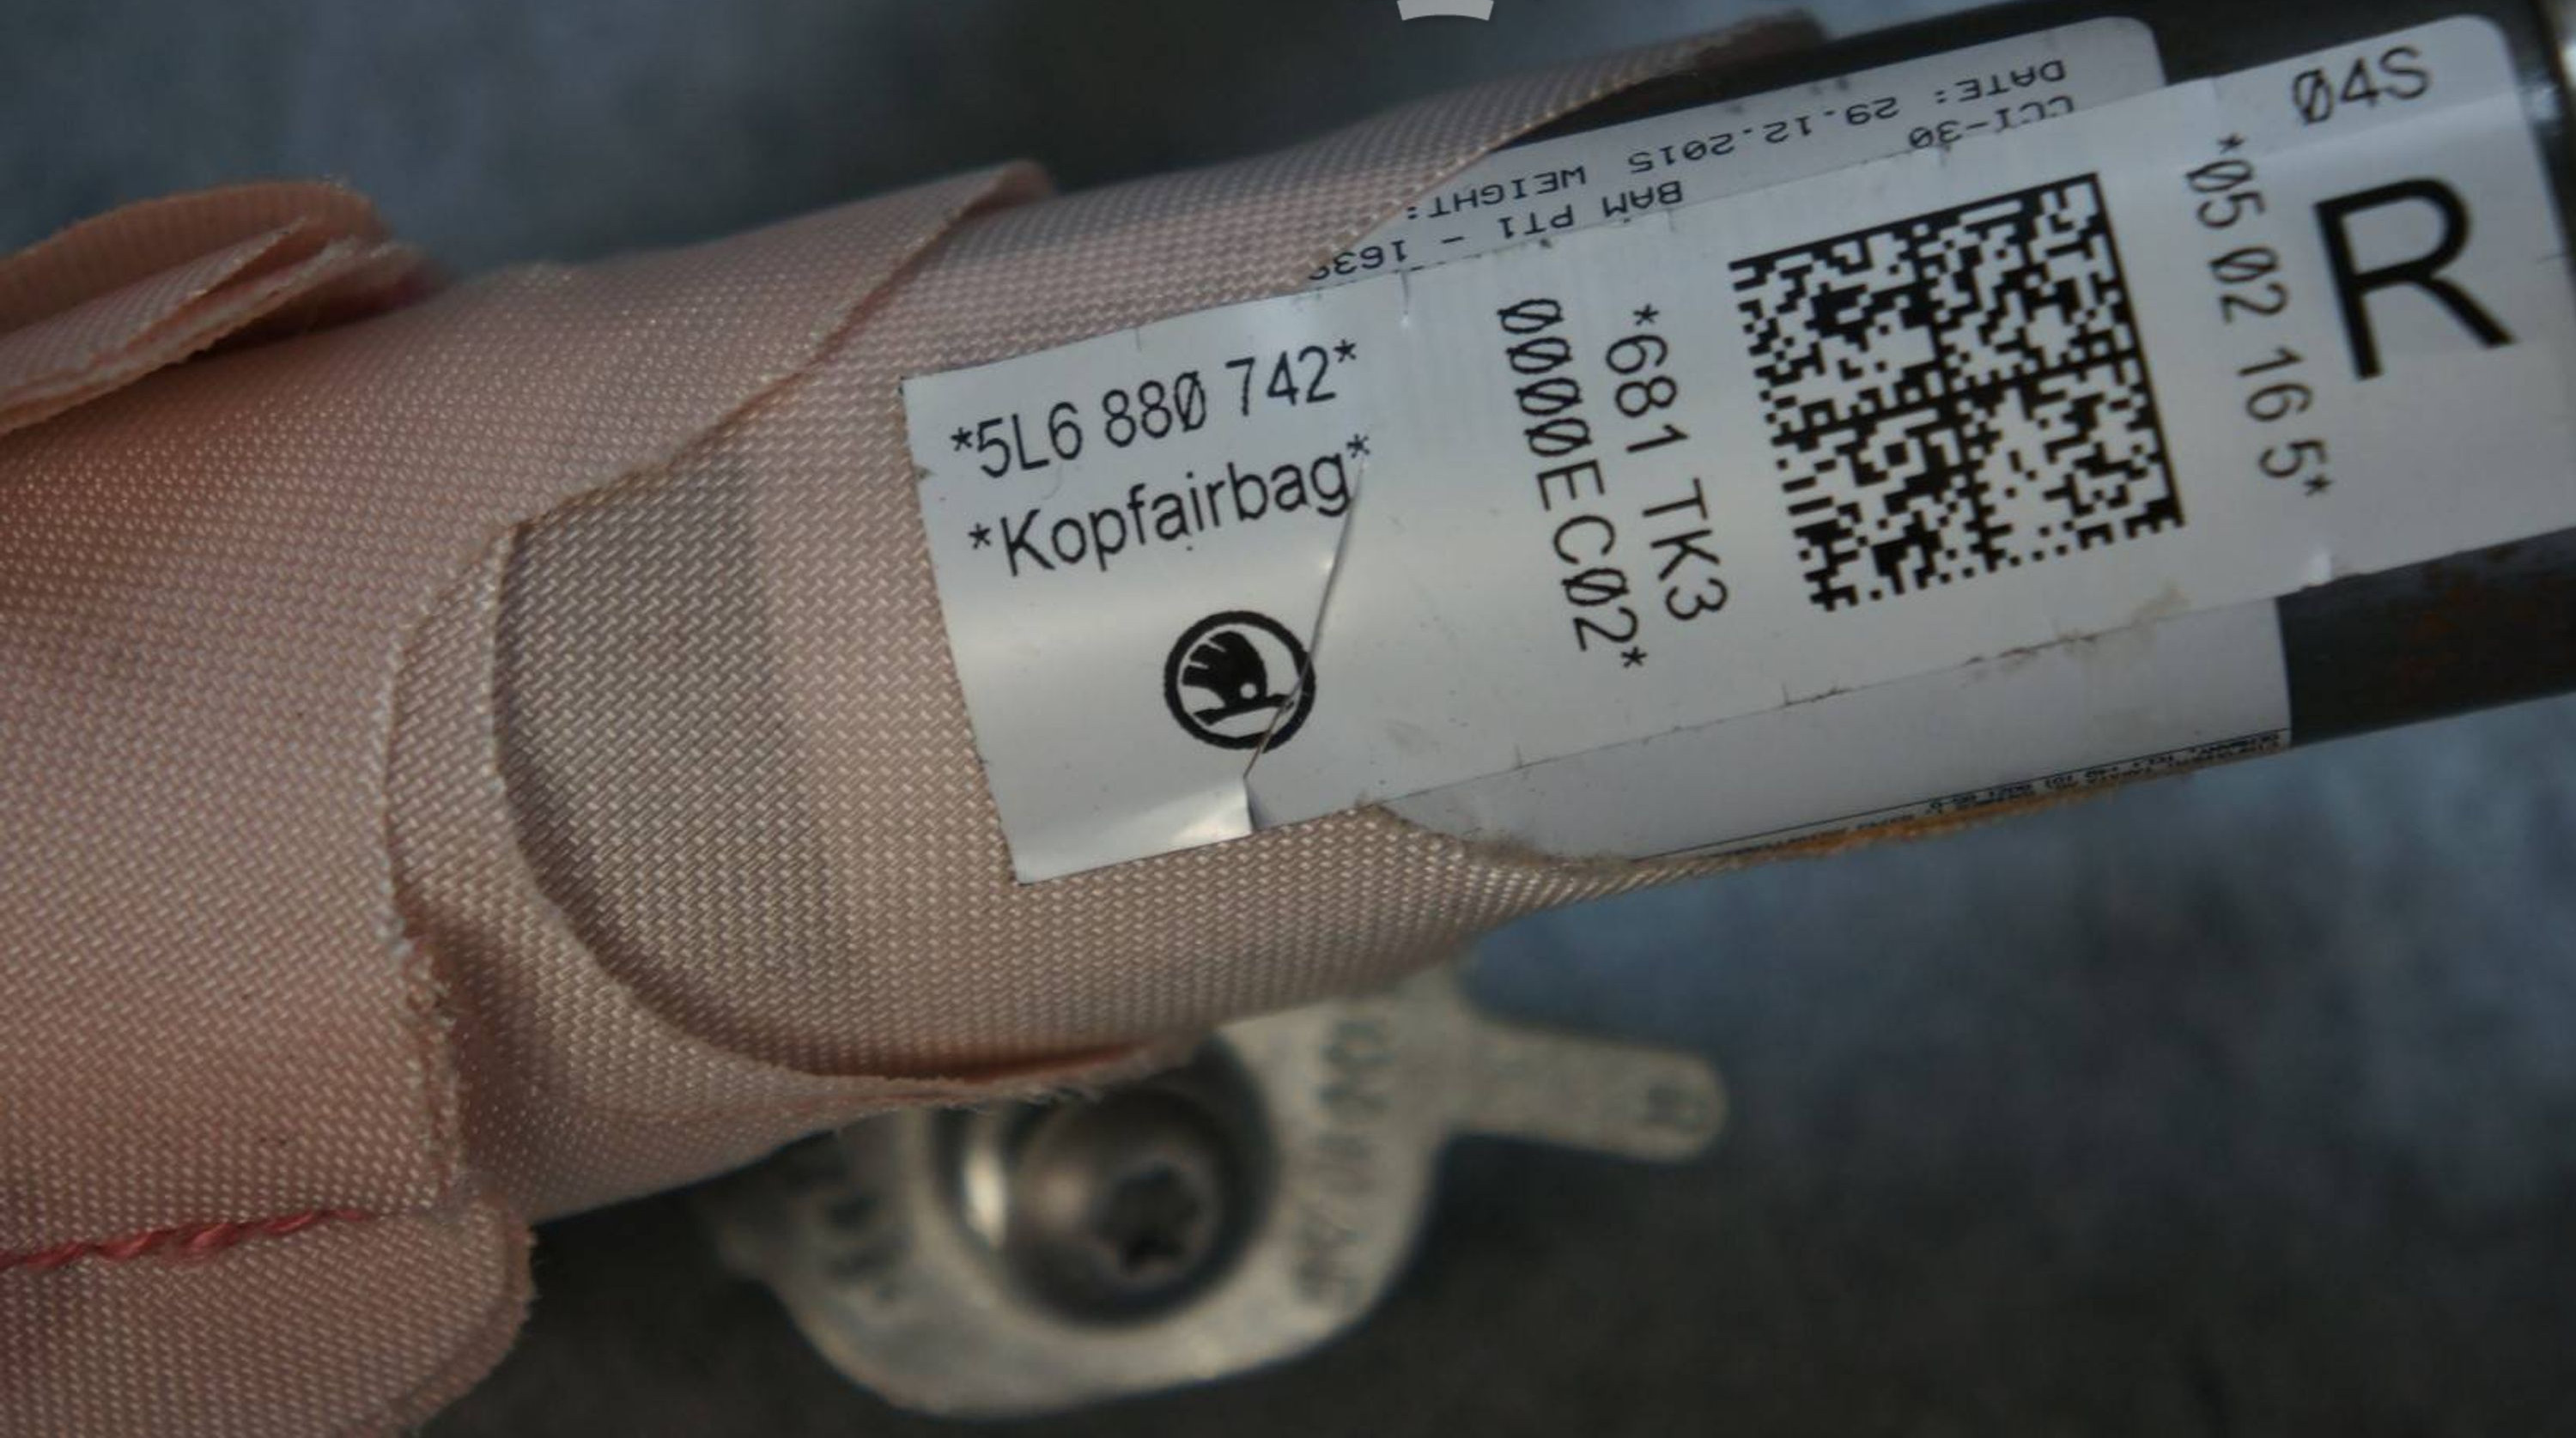 *5L6 880 742*
*Kopfairbag*
*681 TK3
0000EC02*
*05 02 16 5*
04S
R
DATE: 29.12.2015 WEIGHT:
CCI-30
BAM PT1 - 163